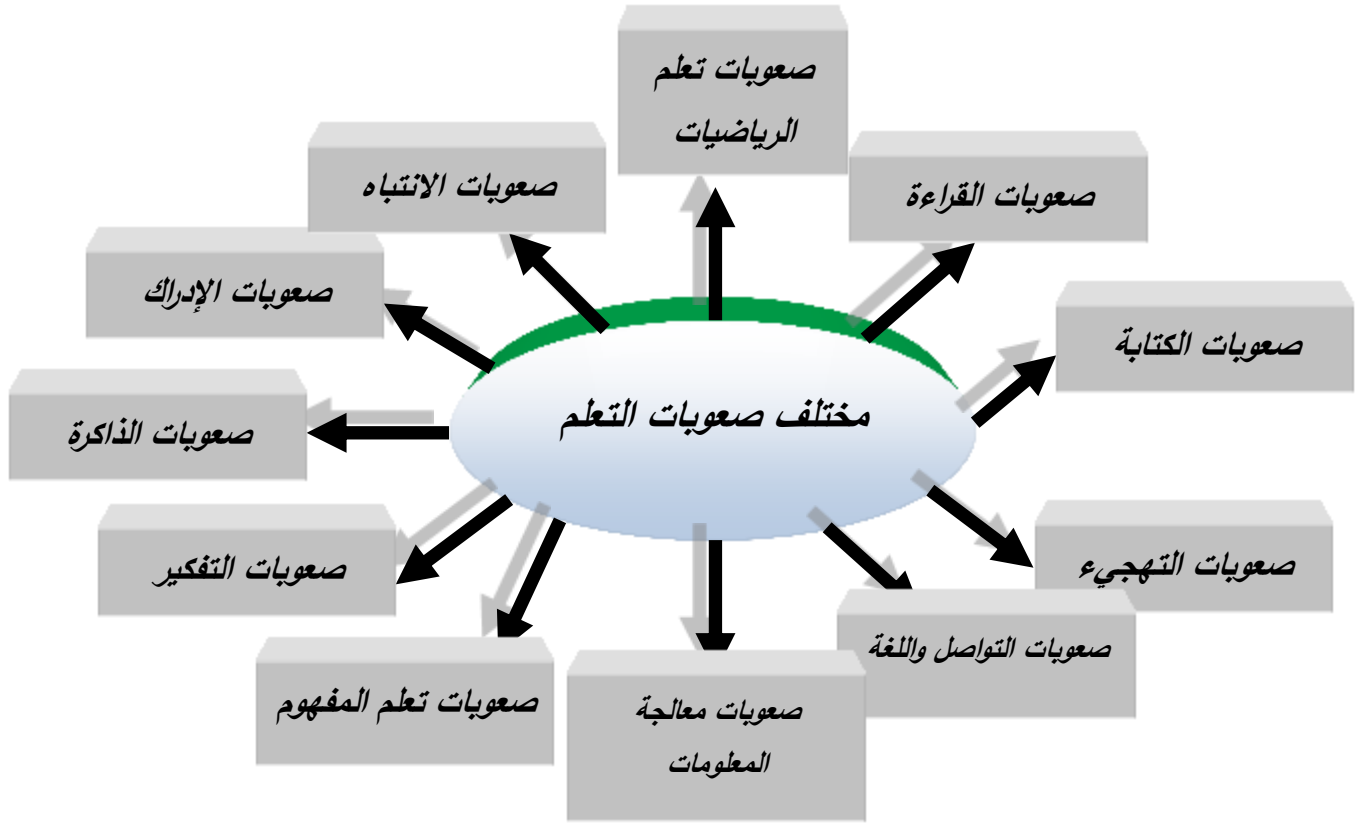 صعوبات تعلم
الرياضيات
صعوبات القراءة
صعوبات الانتباه
صعوبات الإدراك
صعوبات الكتابة
مختلف صعوبات التعلم
صعوبات الذاكرة
صعوبات التفكير
صعوبات التهجيء
صعوبات التواصل واللغة
صعوبات تعلم المفهوم
صعوبات معالجة
المعلومات